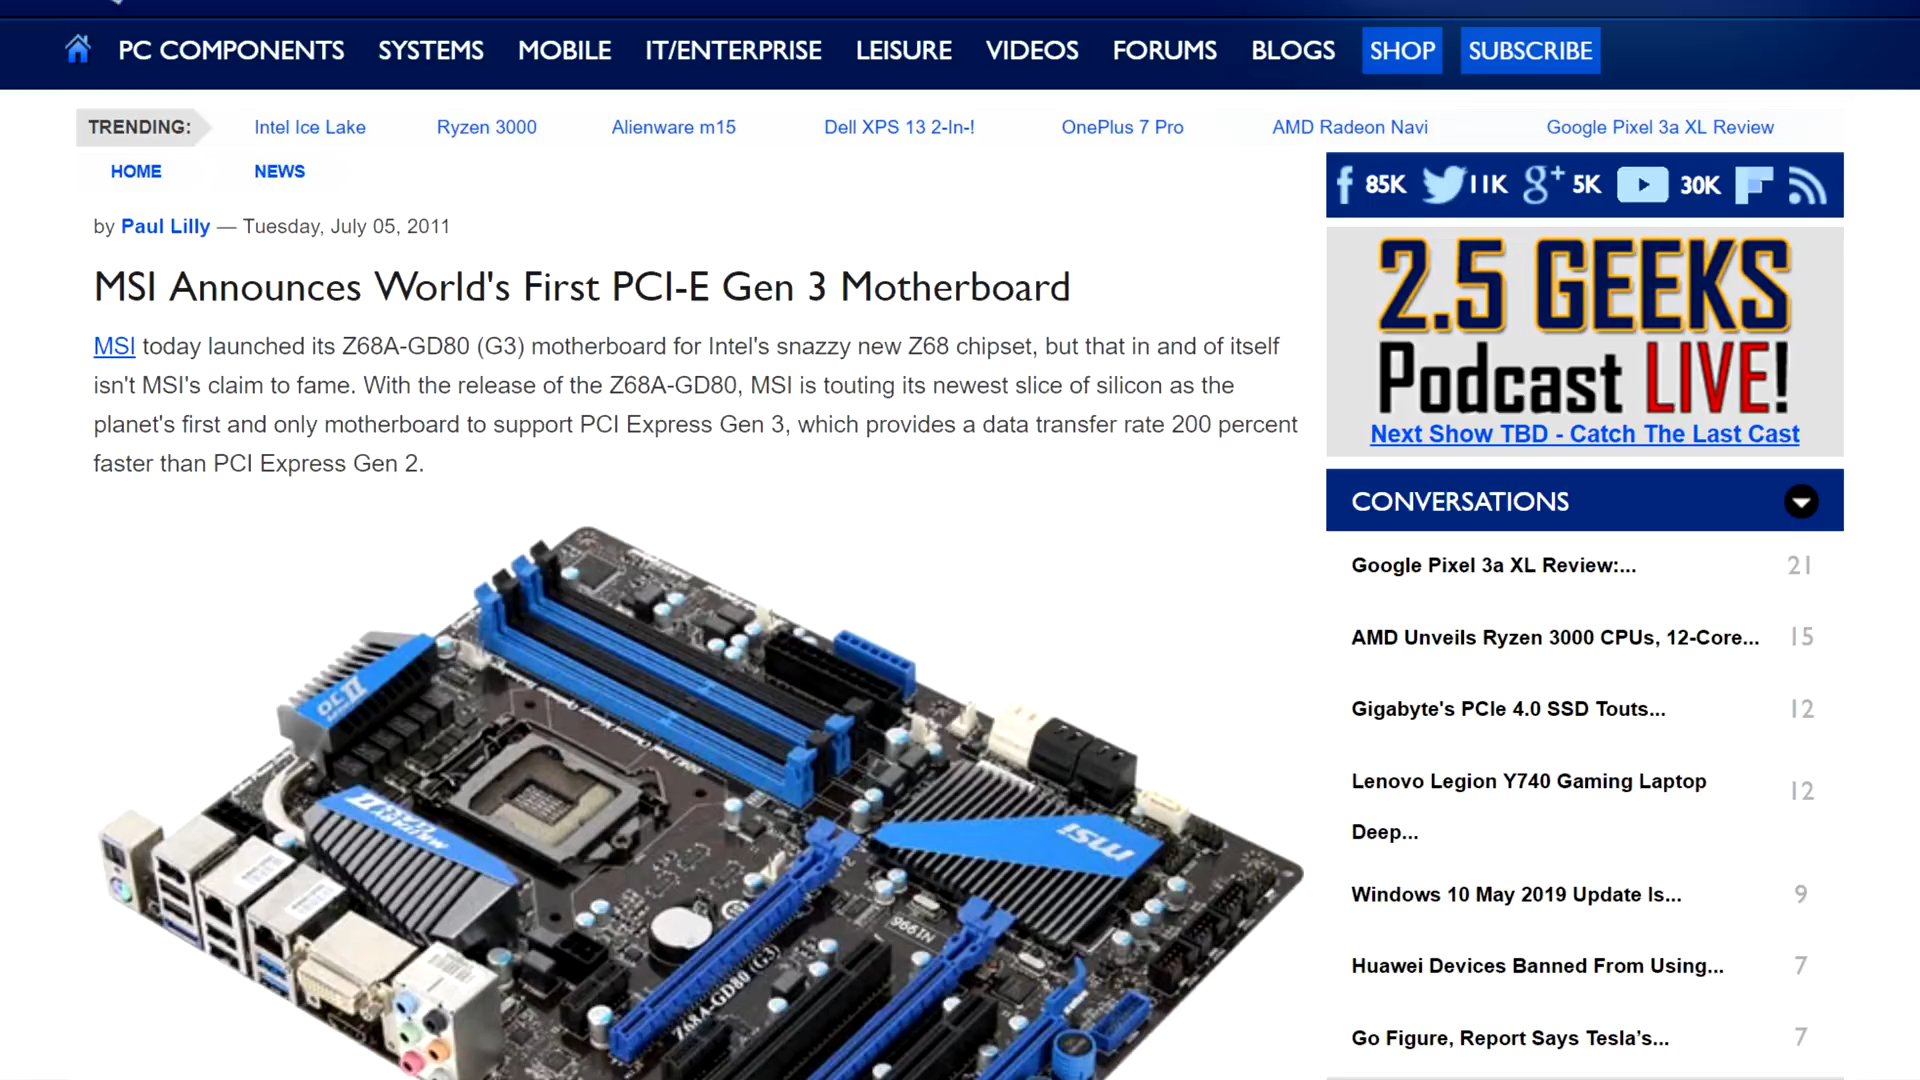 PC COMPONENTS SYSTEMS MOBILE IT/ENTERPRISE LEISURE VIDEOS FORUMS BLOGS SHOP SUBSCRIBE
TRENDING: Intel Ice Lake Ryzen 3000 Alienware m15 Dell XPS 13 2-In-! OnePlus 7 Pro AMD Radeon Navi Google Pixel 3a XL Review
HOME NEWS
by Paul Lilly — Tuesday, July 05, 2011
MSI Announces World's First PCI-E Gen 3 Motherboard
MSI today launched its Z68A-GD80 (G3) motherboard for Intel's snazzy new Z68 chipset, but that in and of itself
isn't MSI's claim to fame. With the release of the Z68A-GD80, MSI is touting its newest slice of silicon as the
planet's first and only motherboard to support PCI Express Gen 3, which provides a data transfer rate 200 percent
faster than PCI Express Gen 2.
OC II
MILITARY
CLASS II
msi
Z68A-GD80 (G3)
85K 11K g+ 5K 30K
2.5 GEEKS
Podcast LIVE!
Next Show TBD - Catch The Last Cast
CONVERSATIONS
Google Pixel 3a XL Review:... 21
AMD Unveils Ryzen 3000 CPUs, 12-Core... 15
Gigabyte's PCIe 4.0 SSD Touts... 12
Lenovo Legion Y740 Gaming Laptop
Deep... 12
Windows 10 May 2019 Update Is... 9
Huawei Devices Banned From Using... 7
Go Figure, Report Says Tesla’s... 7